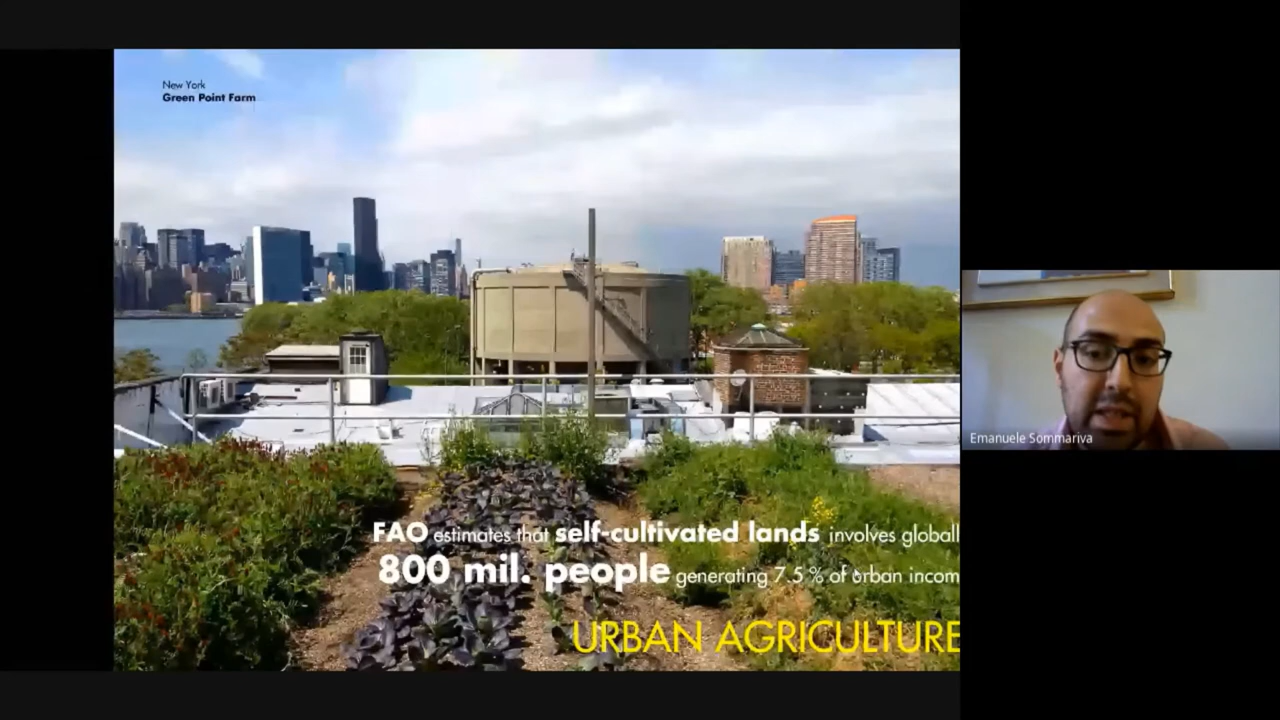 New York
Green Point Farm
FAO estimates that self-cultivated lands involves globall
800 mil. people generating 7.5 % of urban incom
URBAN AGRICULTURE
Emanuele Sommariva